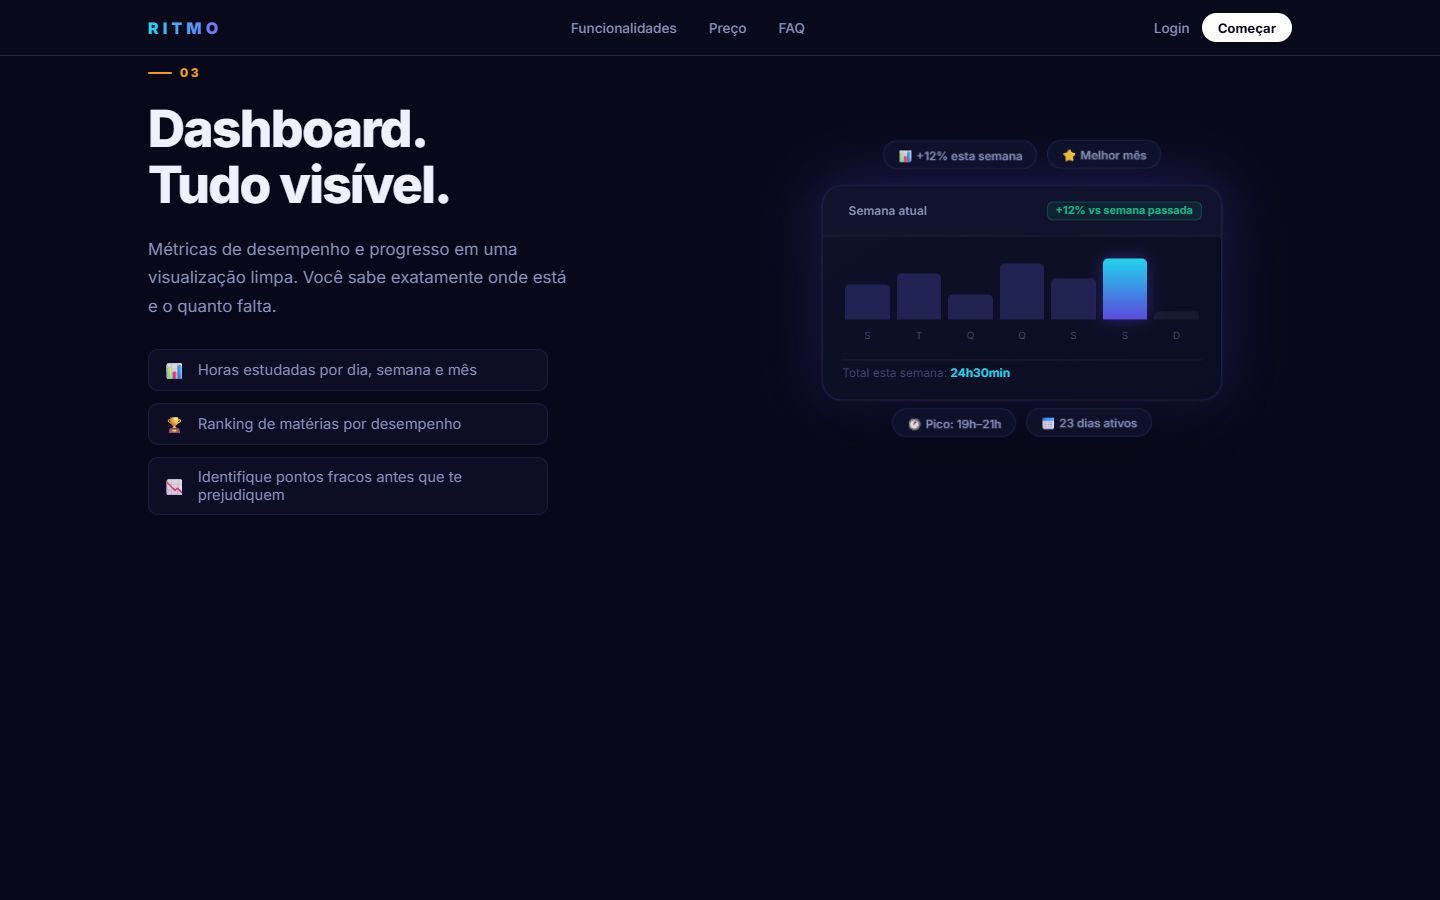 RITMO
Funcionalidades
Preço
FAQ
Login
Começar
03
Dashboard.
Tudo visível.
Métricas de desempenho e progresso em uma
visualização limpa. Você sabe exatamente onde está
e o quanto falta.
Horas estudadas por dia, semana e mês
Ranking de matérias por desempenho
Identifique pontos fracos antes que te
prejudiquem
+12% esta semana
Melhor mês
Semana atual
+12% vs semana passada
S T Q Q S S D
Total esta semana: 24h30min
Pico: 19h–21h
23 dias ativos